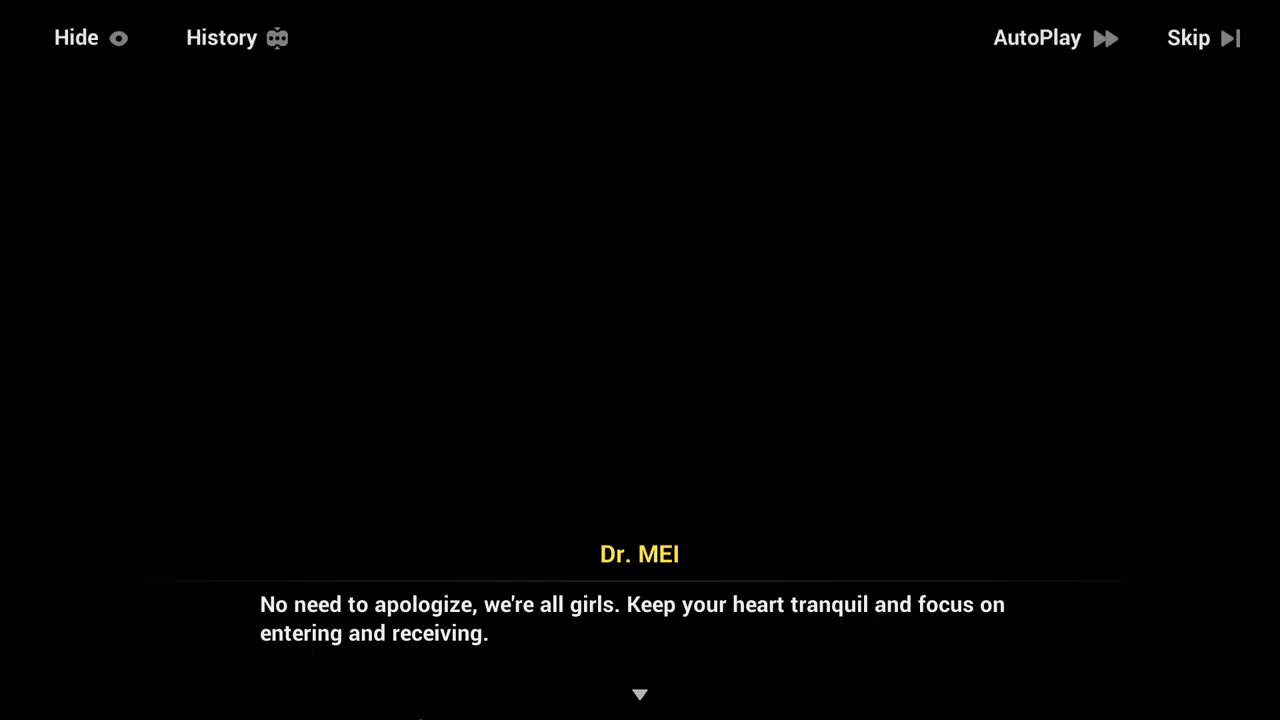 Hide
History
AutoPlay
Skip
Dr. MEI
No need to apologize, we're all girls. Keep your heart tranquil and focus on
entering and receiving.